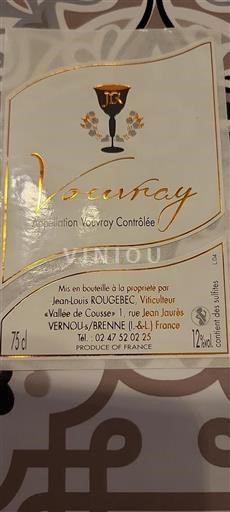 JR
Vouvray
Appellation Vouvray Contrôlée
VINIOU
Mis en bouteille à la propriété par
Jean-Louis ROUGEBEC, Viticulteur
«Vallée de Cousse» 1, rue Jean Jaurès
VERNOU-s/BRENNE (I.-&-L.) France
Tél. : 02 47 52 02 25
PRODUCE OF FRANCE
75 cl
12%vol.
contient des sulfites
L.04